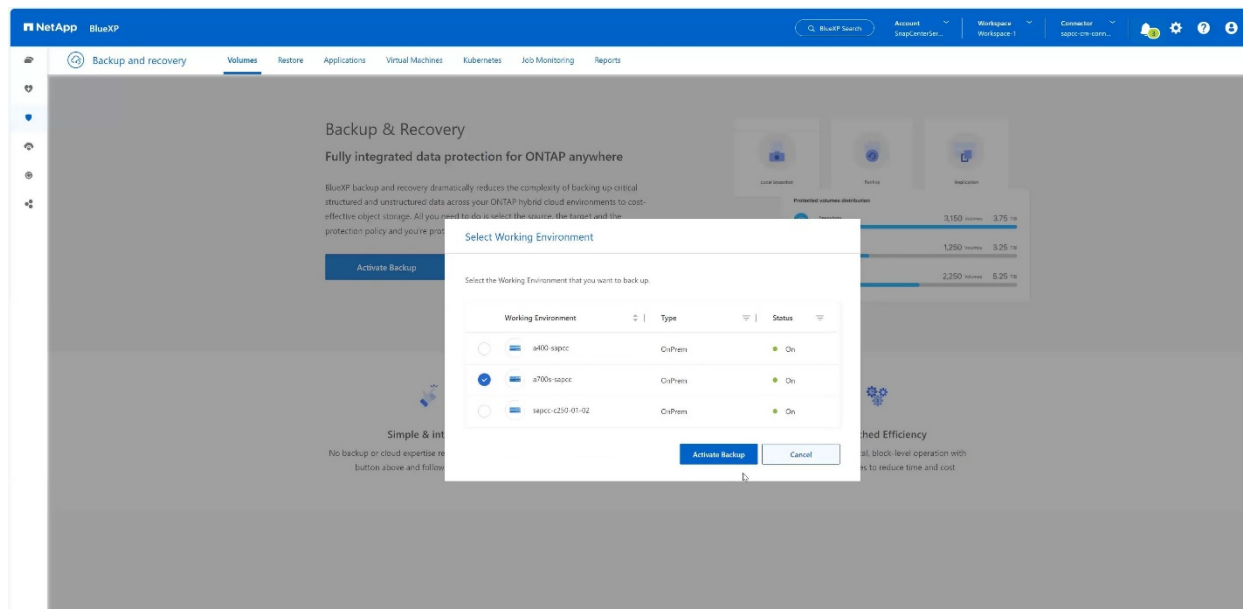 NetApp BlueXP
BlueXP Search
Account
SnapCenterSer...
Workspace
Workspace-1
Connector
sapcc-cm-conn...
3
Backup and recovery
Volumes Restore Applications Virtual Machines Kubernetes Job Monitoring Reports
Backup & Recovery
Fully integrated data protection for ONTAP anywhere
BlueXP backup and recovery dramatically reduces the complexity of backing up critical
structured and unstructured data across your ONTAP hybrid cloud environments to cost-
effective object storage. All you need to do is select the source, the target and the
protection policy and you're prot
Activate Backup
Local Snapshot
Replication
Protected volumes distribution
3,150 3.75 TiB
1,250 3.25 TiB
2,250 5.25 TiB
Select Working Environment
Select the Working Environment that you want to back up.
Working Environment Type Status
a400-sapcc OnPrem On
a700s-sapcc OnPrem On
sapcc-c250-01-02 OnPrem On
Activate Backup Cancel
Simple & int
No backup or cloud expertise re
button above and follow
ched Efficiency
al, block-level operation with
es to reduce time and cost